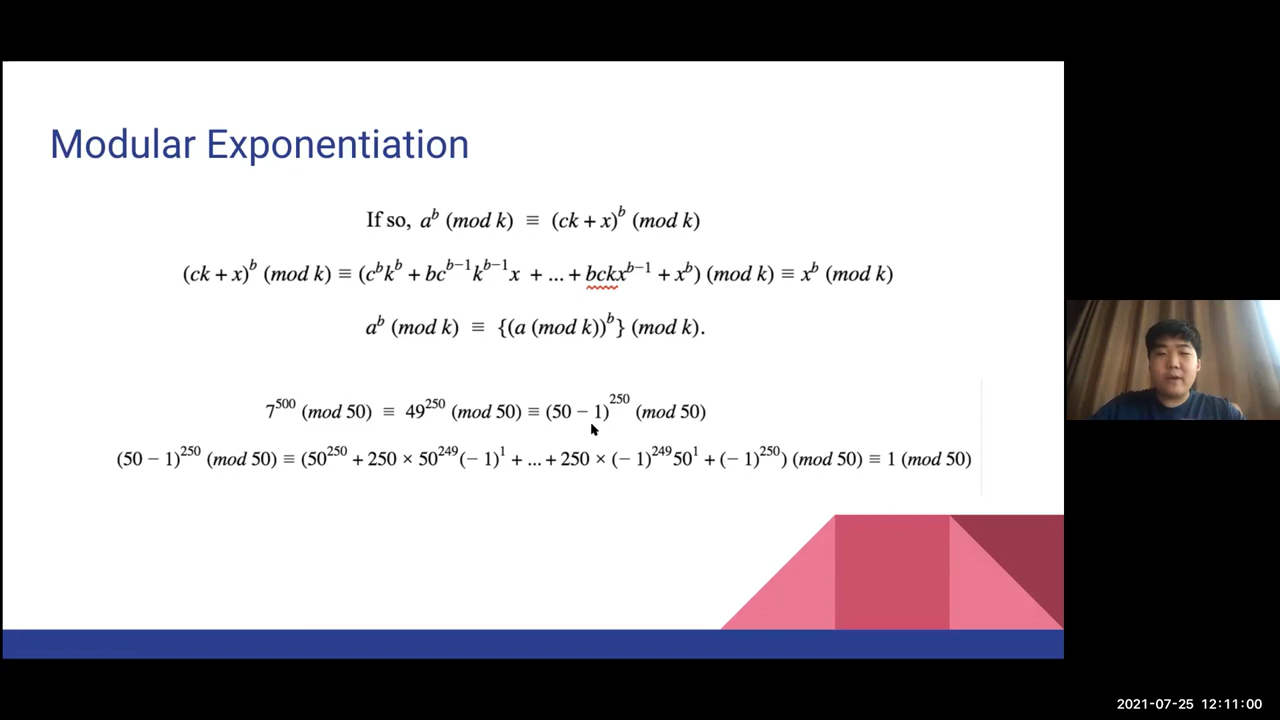 Modular Exponentiation
If so, a^b (mod k) ≡ (ck + x)^b (mod k)
(ck + x)^b (mod k) ≡ (c^b k^b + bc^{b−1} k^{b−1} x + ... + bckx^{b−1} + x^b) (mod k) ≡ x^b (mod k)
a^b (mod k) ≡ {(a (mod k))^b} (mod k).
7^{500} (mod 50) ≡ 49^{250} (mod 50) ≡ (50 − 1)^{250} (mod 50)
(50 − 1)^{250} (mod 50) ≡ (50^{250} + 250 × 50^{249}(− 1)^1 + ... + 250 × (− 1)^{249}50^1 + (− 1)^{250}) (mod 50) ≡ 1 (mod 50)
2021-07-25 12:11:00